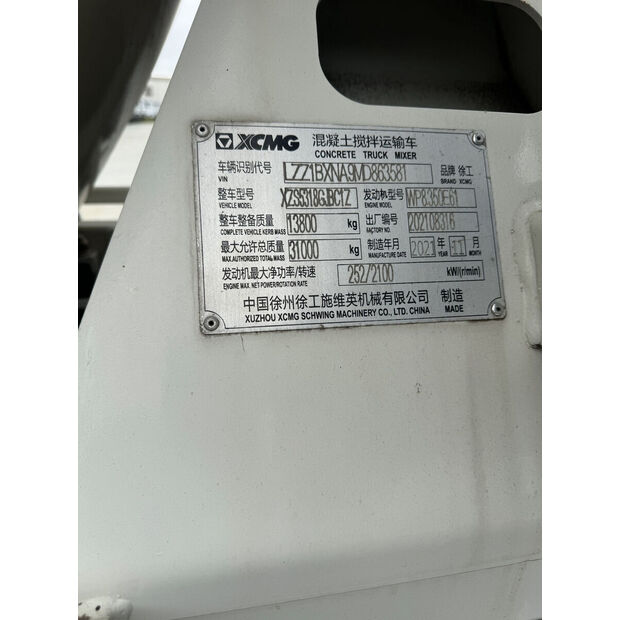 XCMG 混凝土搅拌运输车
CONCRETE TRUCK MIXER
车辆识别代号 LZZ1BXNA9MD863581 品牌 徐工
VIN BRAND XCMG
整车型号 XZS5318GJBC1Z 发动机型号 WP8.350E61
VEHICLE MODEL ENGINE MODEL
整车整备质量 13800 kg 出厂编号 202108316
COMPLETE VEHICLE KERB MASS FACTORY NO.
最大允许总质量 31000 kg 制造年月 2021 年 11 月
MAX.AUTHORIZED TOTAL MASS MANUFACTURE DATE YEAR MONTH
发动机最大净功率/转速 252/2100 kW/(r/min)
ENGINE MAX. NET POWER/ROTATION RATE
中国徐州徐工施维英机械有限公司 制造
XUZHOU XCMG SCHWING MACHINERY CO., LTD. CHINA MADE